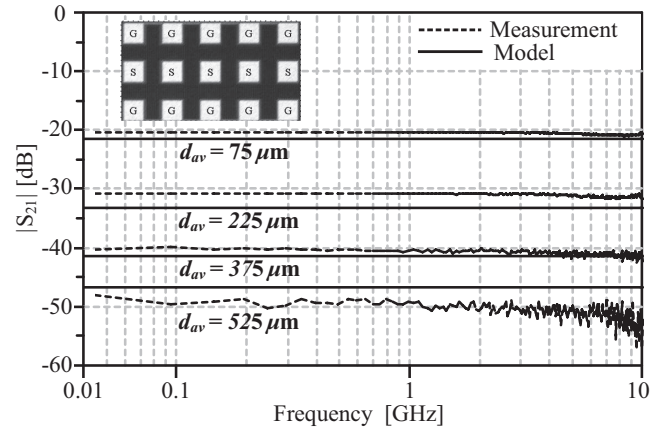 0
-10
-20
-30
-40
-50
-60
|S21| [dB]
G G G G G
S S S S S
G G G G G
Measurement
Model
d_av = 75 μm
d_av = 225 μm
d_av = 375 μm
d_av = 525 μm
0.01 0.1 1 10
Frequency [GHz]